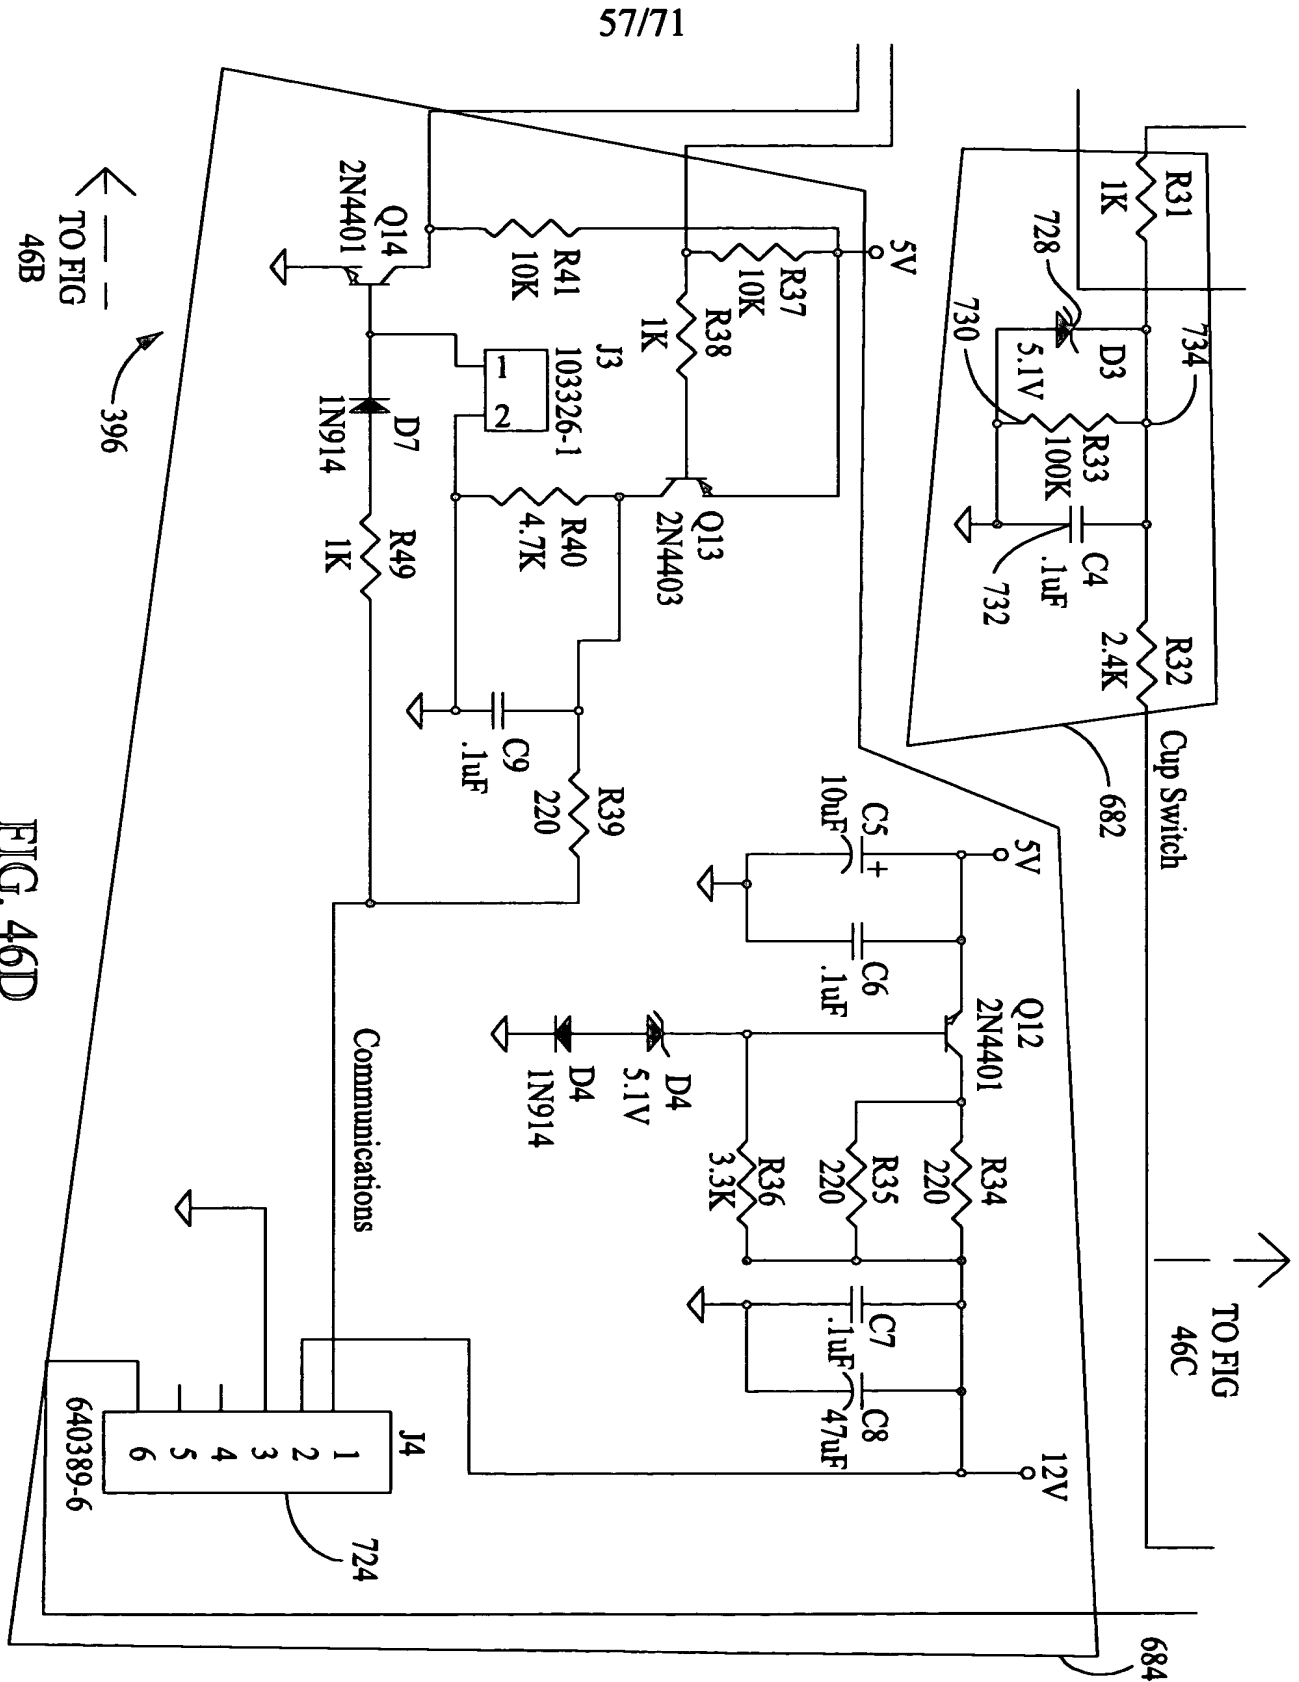 57/71
R31
1K
728
730
D3
5.1V
734
R33
100K
C4
.1uF
732
R32
2.4K
Cup Switch
682
TO FIG
46C
5V
R37
10K
R38
1K
R41
10K
Q14
2N4401
J3
103326-1
1
2
D7
1N914
Q13
2N4403
R40
4.7K
R49
1K
C9
.1uF
R39
220
TO FIG
46B
396
5V
C5
10uF
+
C6
.1uF
Q12
2N4401
D4
5.1V
D4
1N914
R34
220
R35
220
R36
3.3K
C7
.1uF
C8
47uF
12V
Communications
J4
1
2
3
4
5
6
640389-6
724
684
FIG. 46D